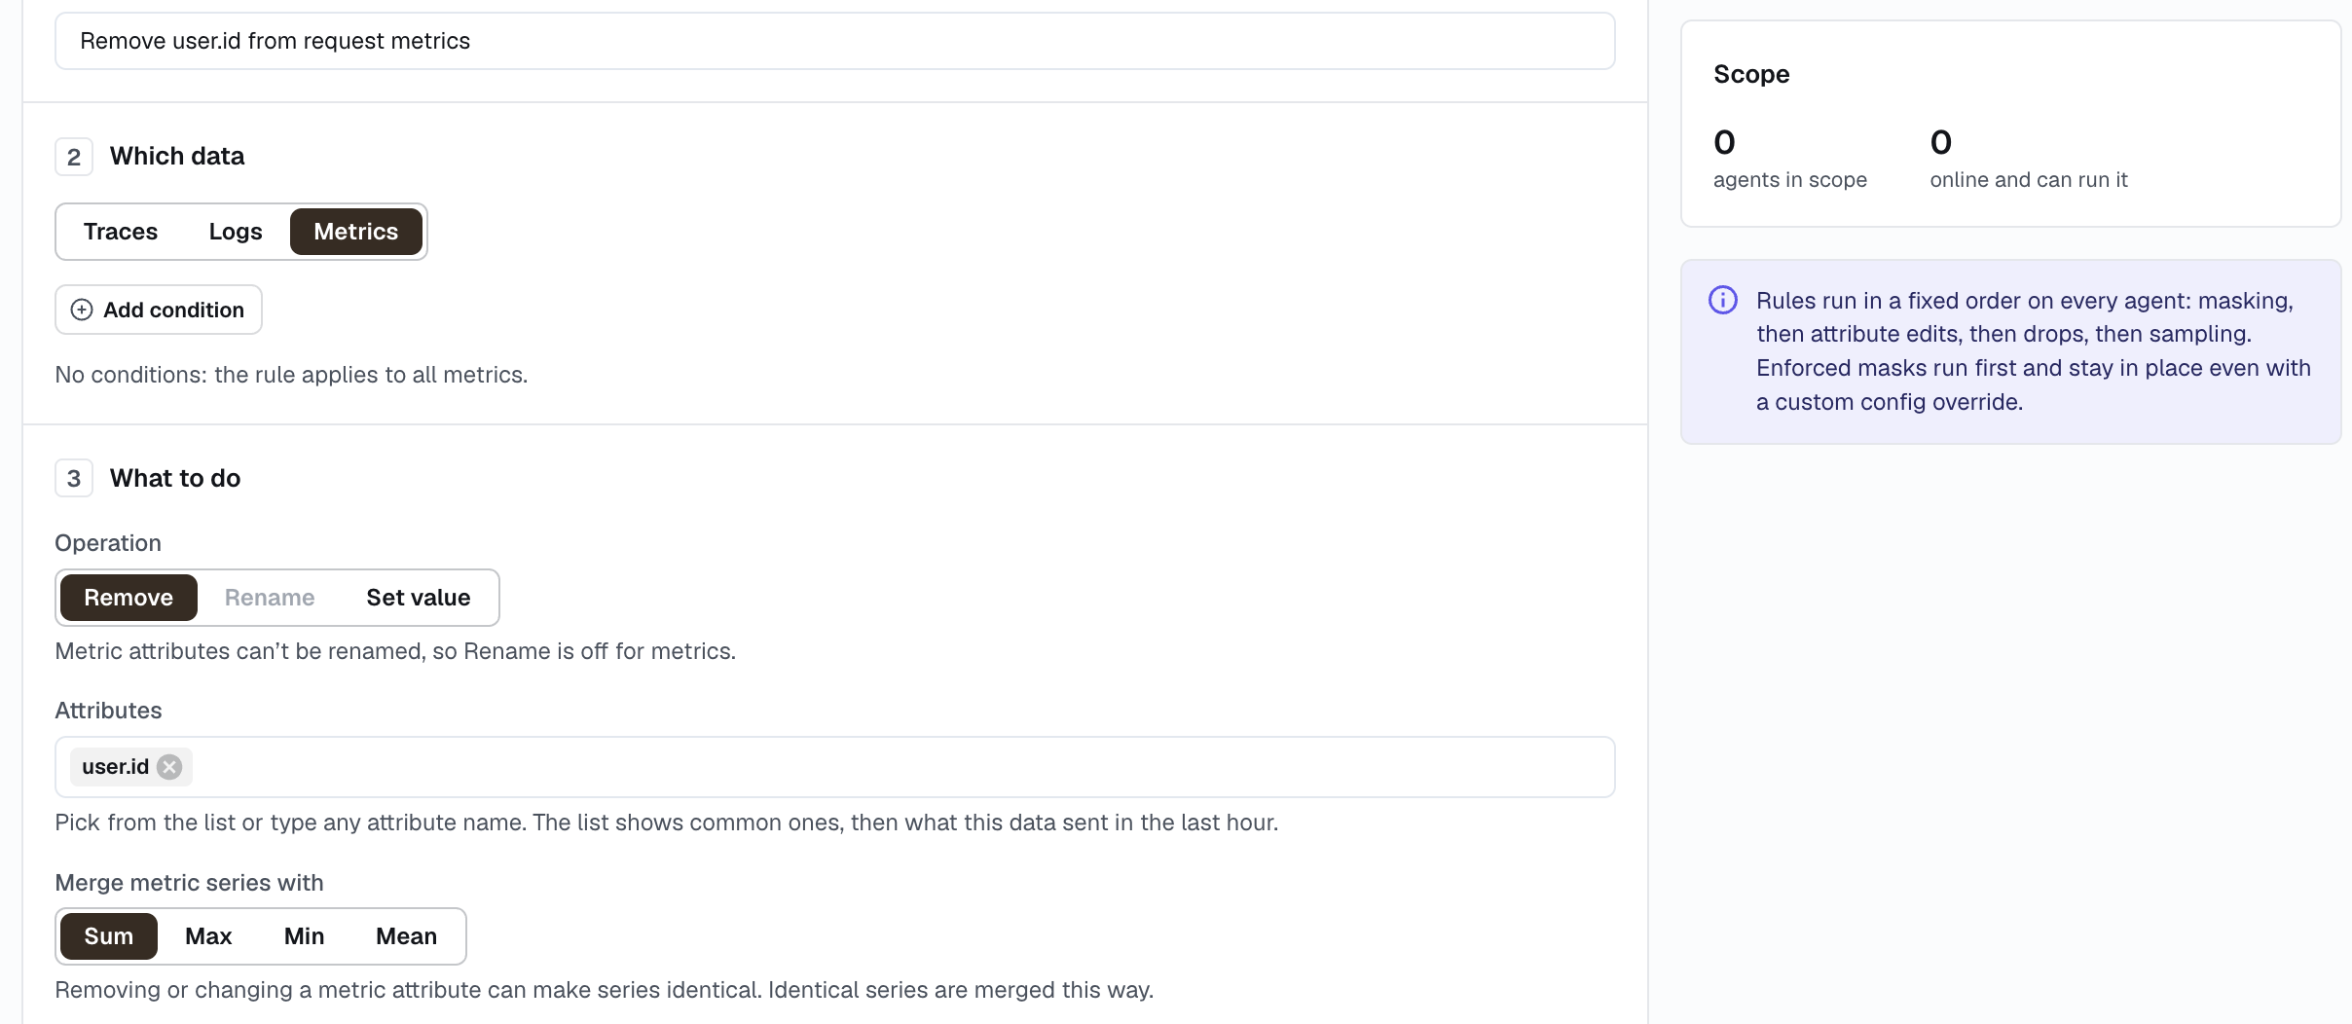 Remove user.id from request metrics
2 Which data
Traces Logs Metrics
Add condition
No conditions: the rule applies to all metrics.
3 What to do
Operation
Remove Rename Set value
Metric attributes can’t be renamed, so Rename is off for metrics.
Attributes
user.id
Pick from the list or type any attribute name. The list shows common ones, then what this data sent in the last hour.
Merge metric series with
Sum Max Min Mean
Removing or changing a metric attribute can make series identical. Identical series are merged this way.
Scope
0 0
agents in scope online and can run it
Rules run in a fixed order on every agent: masking,
then attribute edits, then drops, then sampling.
Enforced masks run first and stay in place even with
a custom config override.